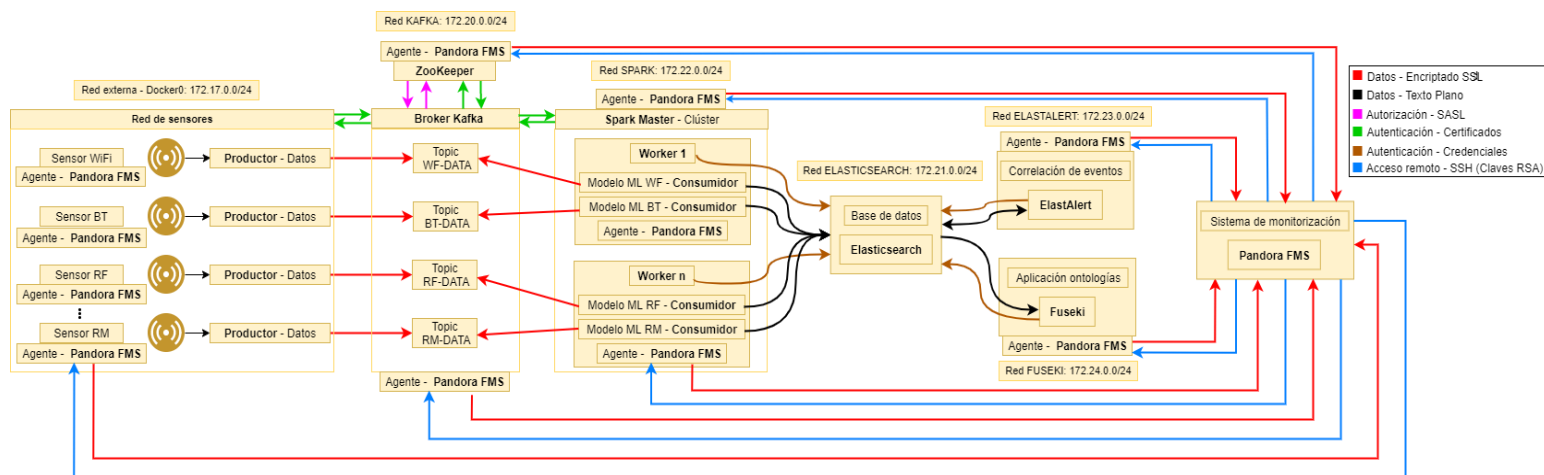 Red KAFKA: 172.20.0.0/24
Agente - Pandora FMS
ZooKeeper
Red externa - Docker0: 172.17.0.0/24
Red de sensores
Sensor WiFi
Agente - Pandora FMS
Productor - Datos
Sensor BT
Agente - Pandora FMS
Productor - Datos
Sensor RF
Agente - Pandora FMS
Productor - Datos
Sensor RM
Agente - Pandora FMS
Productor - Datos
Broker Kafka
Topic
WF-DATA
Topic
BT-DATA
Topic
RF-DATA
Topic
RM-DATA
Agente - Pandora FMS
Red SPARK: 172.22.0.0/24
Agente - Pandora FMS
Spark Master - Clúster
Worker 1
Modelo ML WF - Consumidor
Modelo ML BT - Consumidor
Agente - Pandora FMS
Worker n
Modelo ML RF - Consumidor
Modelo ML RM - Consumidor
Agente - Pandora FMS
Red ELASTICSEARCH: 172.21.0.0/24
Base de datos
Elasticsearch
Red ELASTALERT: 172.23.0.0/24
Agente - Pandora FMS
Correlación de eventos
ElastAlert
Aplicación ontologías
Fuseki
Agente - Pandora FMS
Red FUSEKI: 172.24.0.0/24
Sistema de monitorización
Pandora FMS
Datos - Encriptado SSL
Datos - Texto Plano
Autorización - SASL
Autenticación - Certificados
Autenticación - Credenciales
Acceso remoto - SSH (Claves RSA)